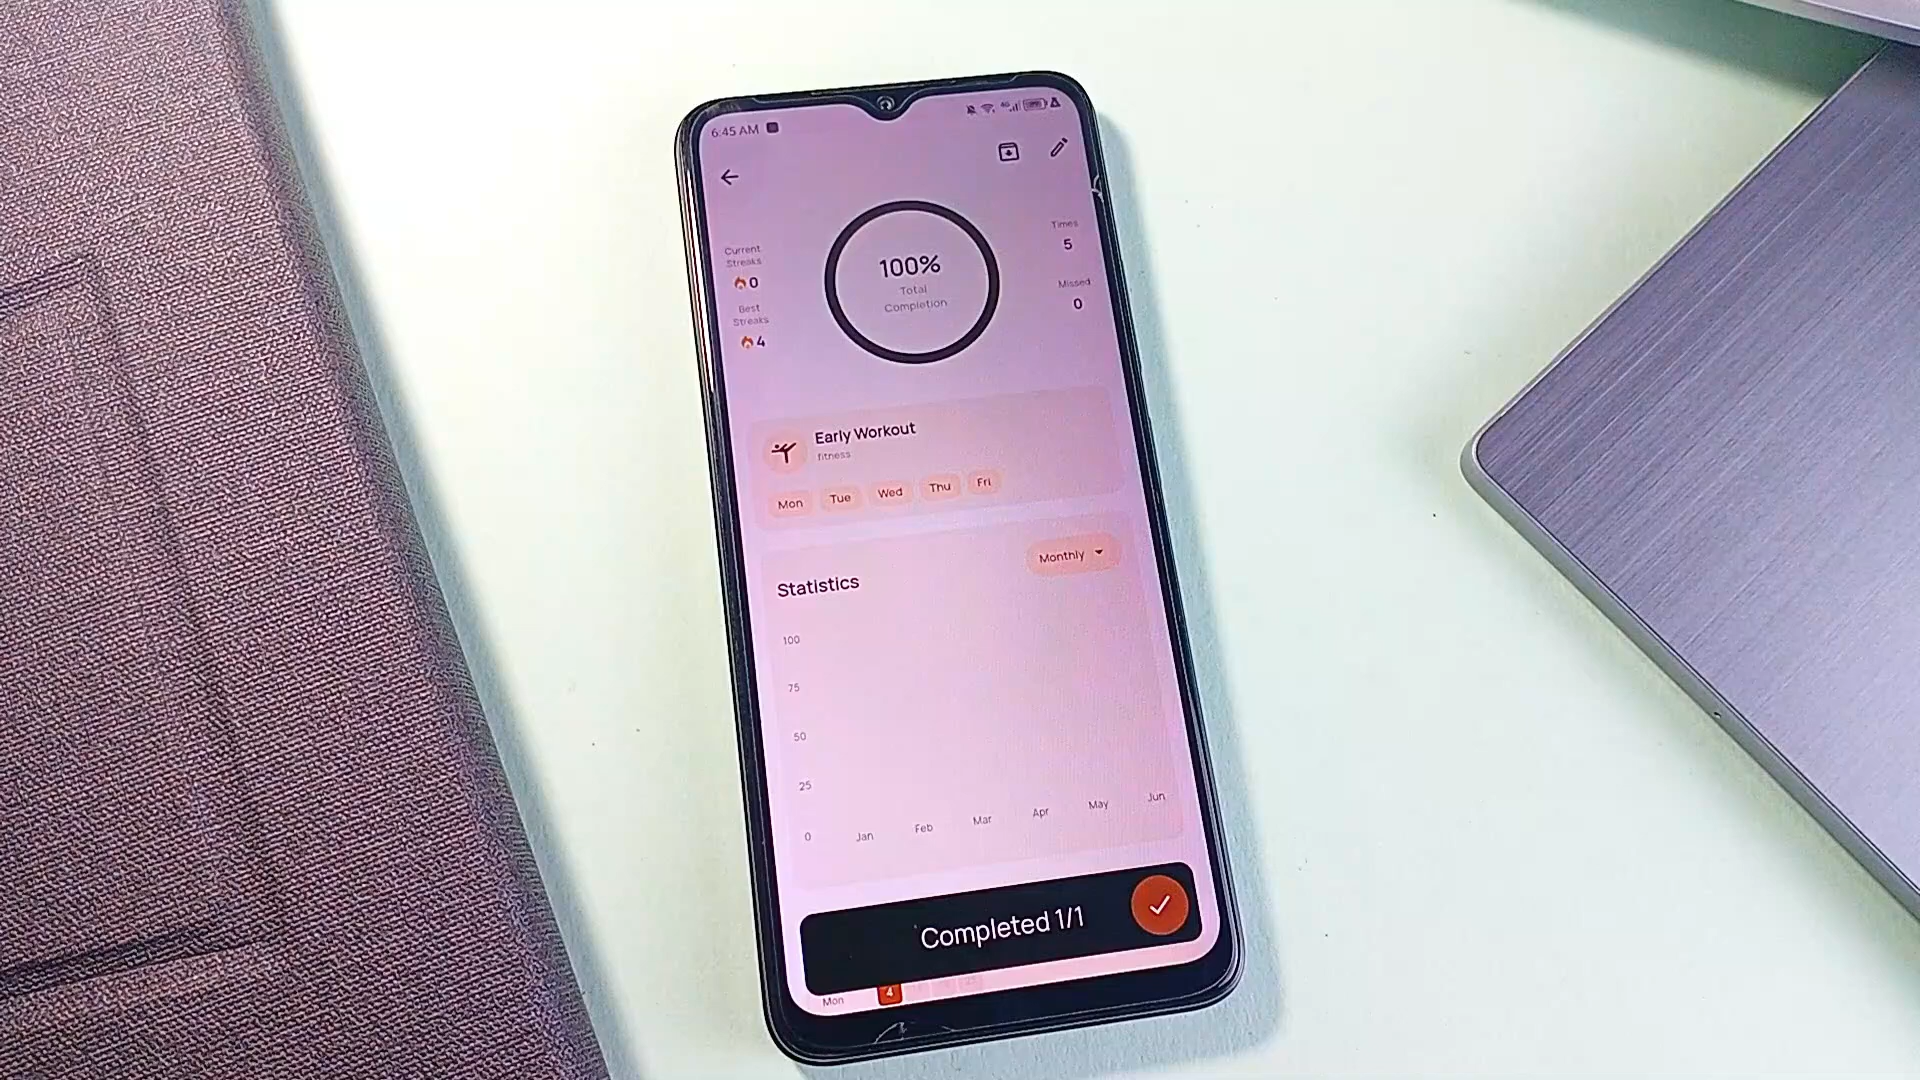 6:45 AM
4G
Current
Streaks
0
Best
Streaks
4
100%
Total
Completion
Times
5
Missed
0
Early Workout
fitness
Mon Tue Wed Thu Fri
Statistics
Monthly
100
75
50
25
0
Jan Feb Mar Apr May Jun
Completed 1/1
Mon 4